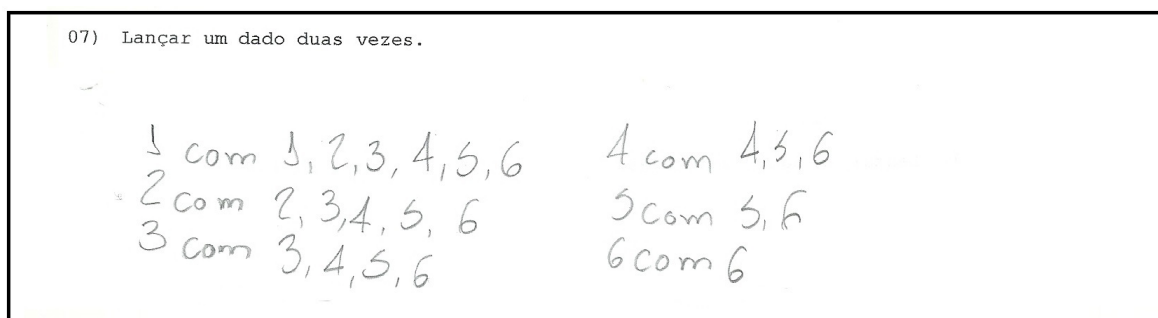 07) Lançar um dado duas vezes.
1 com 1, 2, 3, 4, 5, 6
2 com 2, 3, 4, 5, 6
3 com 3, 4, 5, 6
4 com 4, 5, 6
5 com 5, 6
6 com 6